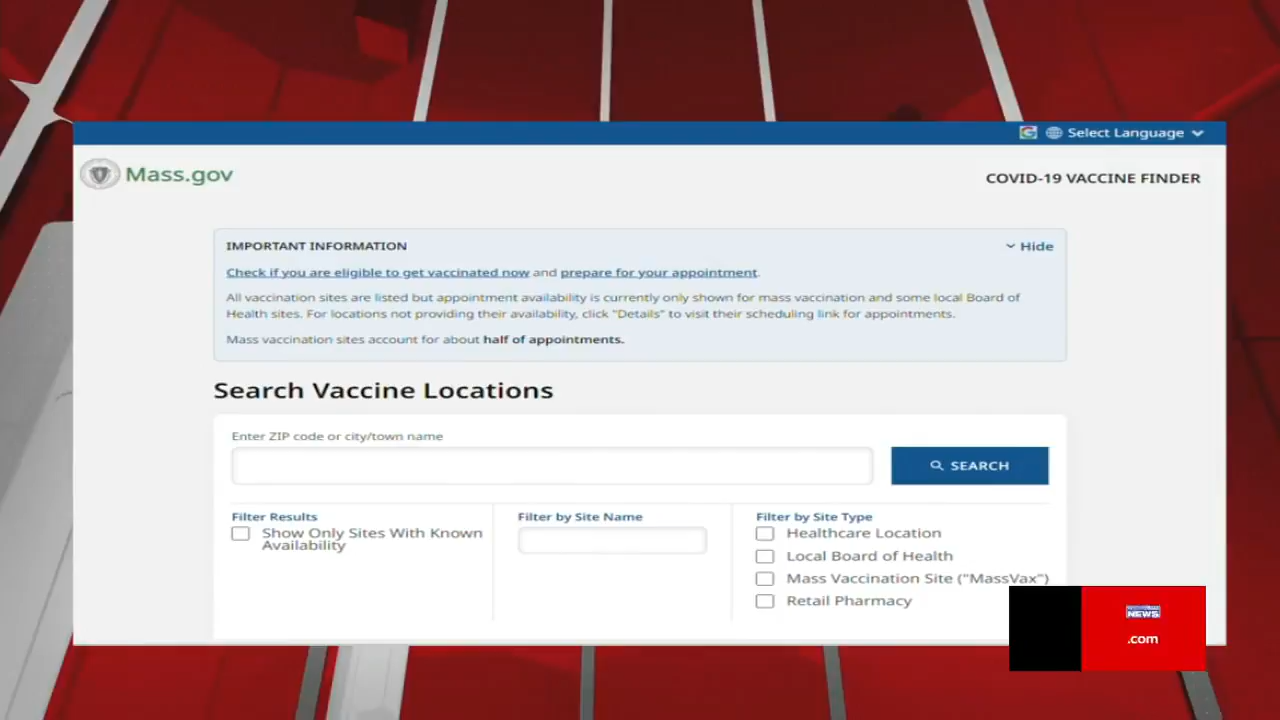 Select Language
Mass.gov
COVID-19 VACCINE FINDER
IMPORTANT INFORMATION
Hide
Check if you are eligible to get vaccinated now and prepare for your appointment.
All vaccination sites are listed but appointment availability is currently only shown for mass vaccination and some local Board of
Health sites. For locations not providing their availability, click "Details" to visit their scheduling link for appointments.
Mass vaccination sites account for about half of appointments.
Search Vaccine Locations
Enter ZIP code or city/town name
SEARCH
Filter Results
Show Only Sites With Known
Availability
Filter by Site Name
Filter by Site Type
Healthcare Location
Local Board of Health
Mass Vaccination Site ("MassVax")
Retail Pharmacy
NEWS
.com